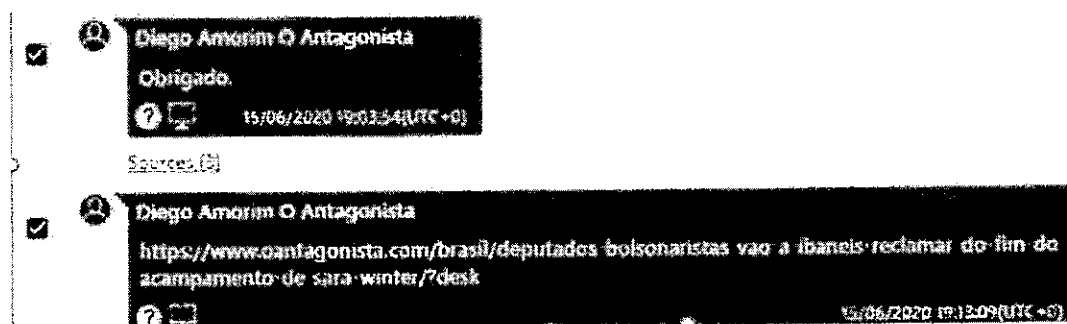 Diego Amorim O Antagonista
Obrigado.
15/06/2020 19:03:54(UTC+0)
Sources (3)
Diego Amorim O Antagonista
https://www.oantagonista.com/brasil/deputados-bolsonaristas-vao-a-ibaneis-reclamar-do-fim-do-
acampamento-de-sara-winter/?desk
15/06/2020 19:13:09(UTC+0)